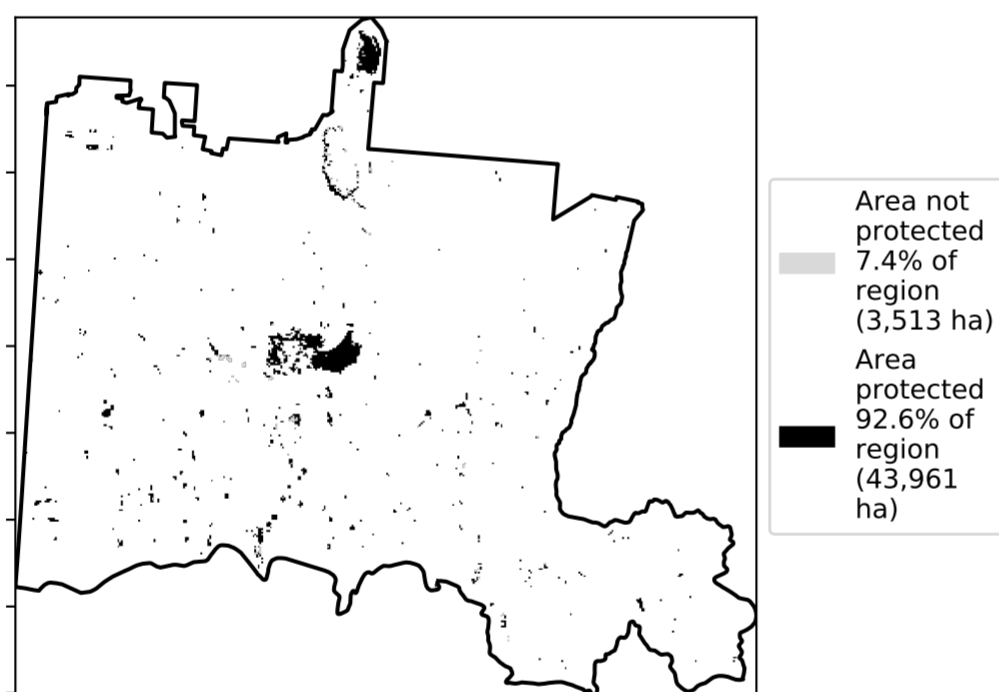 Area not
protected
7.4% of
region
(3,513 ha)
Area
protected
92.6% of
region
(43,961
ha)